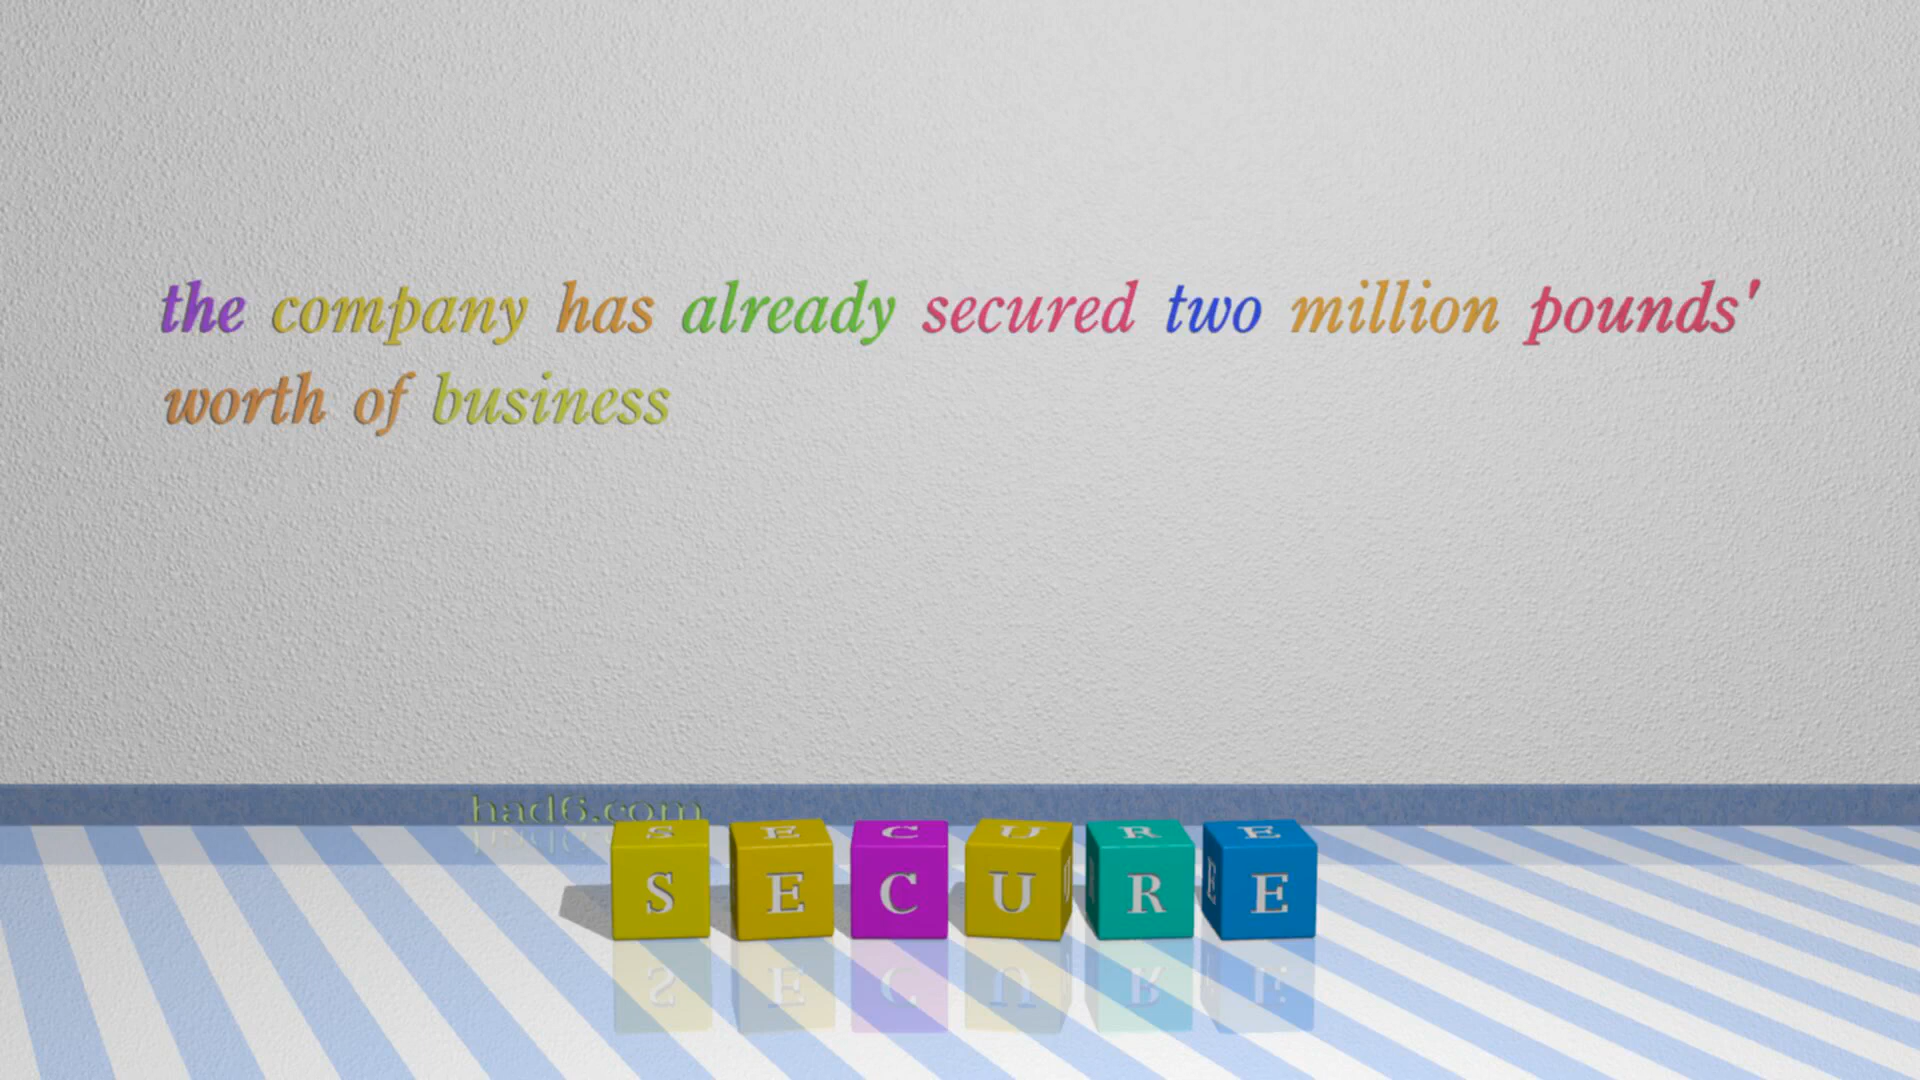 the company has already secured two million pounds'
worth of business
had6.com
SECURE